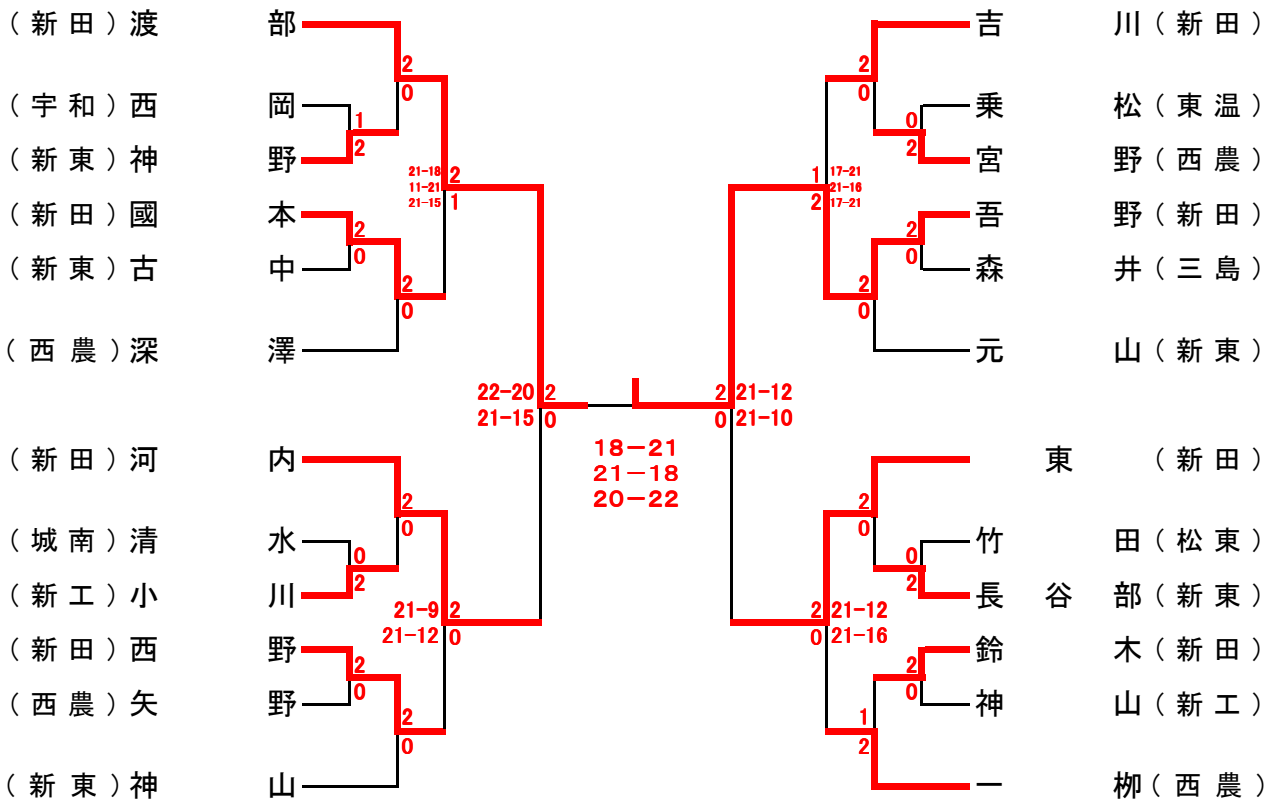 (新田)渡 部
吉 川(新田)
2
0
2
0
(宇和)西 岡
乗 松(東温)
1
2
0
2
(新東)神 野
宮 野(西農)
21-18
11-21
21-15
2
1
1
2
17-21
21-16
17-21
(新田)國 本
吾 野(新田)
2
0
2
0
(新東)古 中
森 井(三島)
2
0
2
0
(西農)深 澤
元 山(新東)
22-20
21-15
2
0
2
0
21-12
21-10
18-21
21-18
20-22
(新田)河 内
東 (新田)
2
0
2
0
(城南)清 水
竹 田(松東)
0
2
0
2
(新工)小 川
長 谷 部(新東)
21-9
21-12
2
0
2
0
21-12
21-16
(新田)西 野
鈴 木(新田)
2
0
2
0
(西農)矢 野
神 山(新工)
2
0
1
2
(新東)神 山
一 栁(西農)